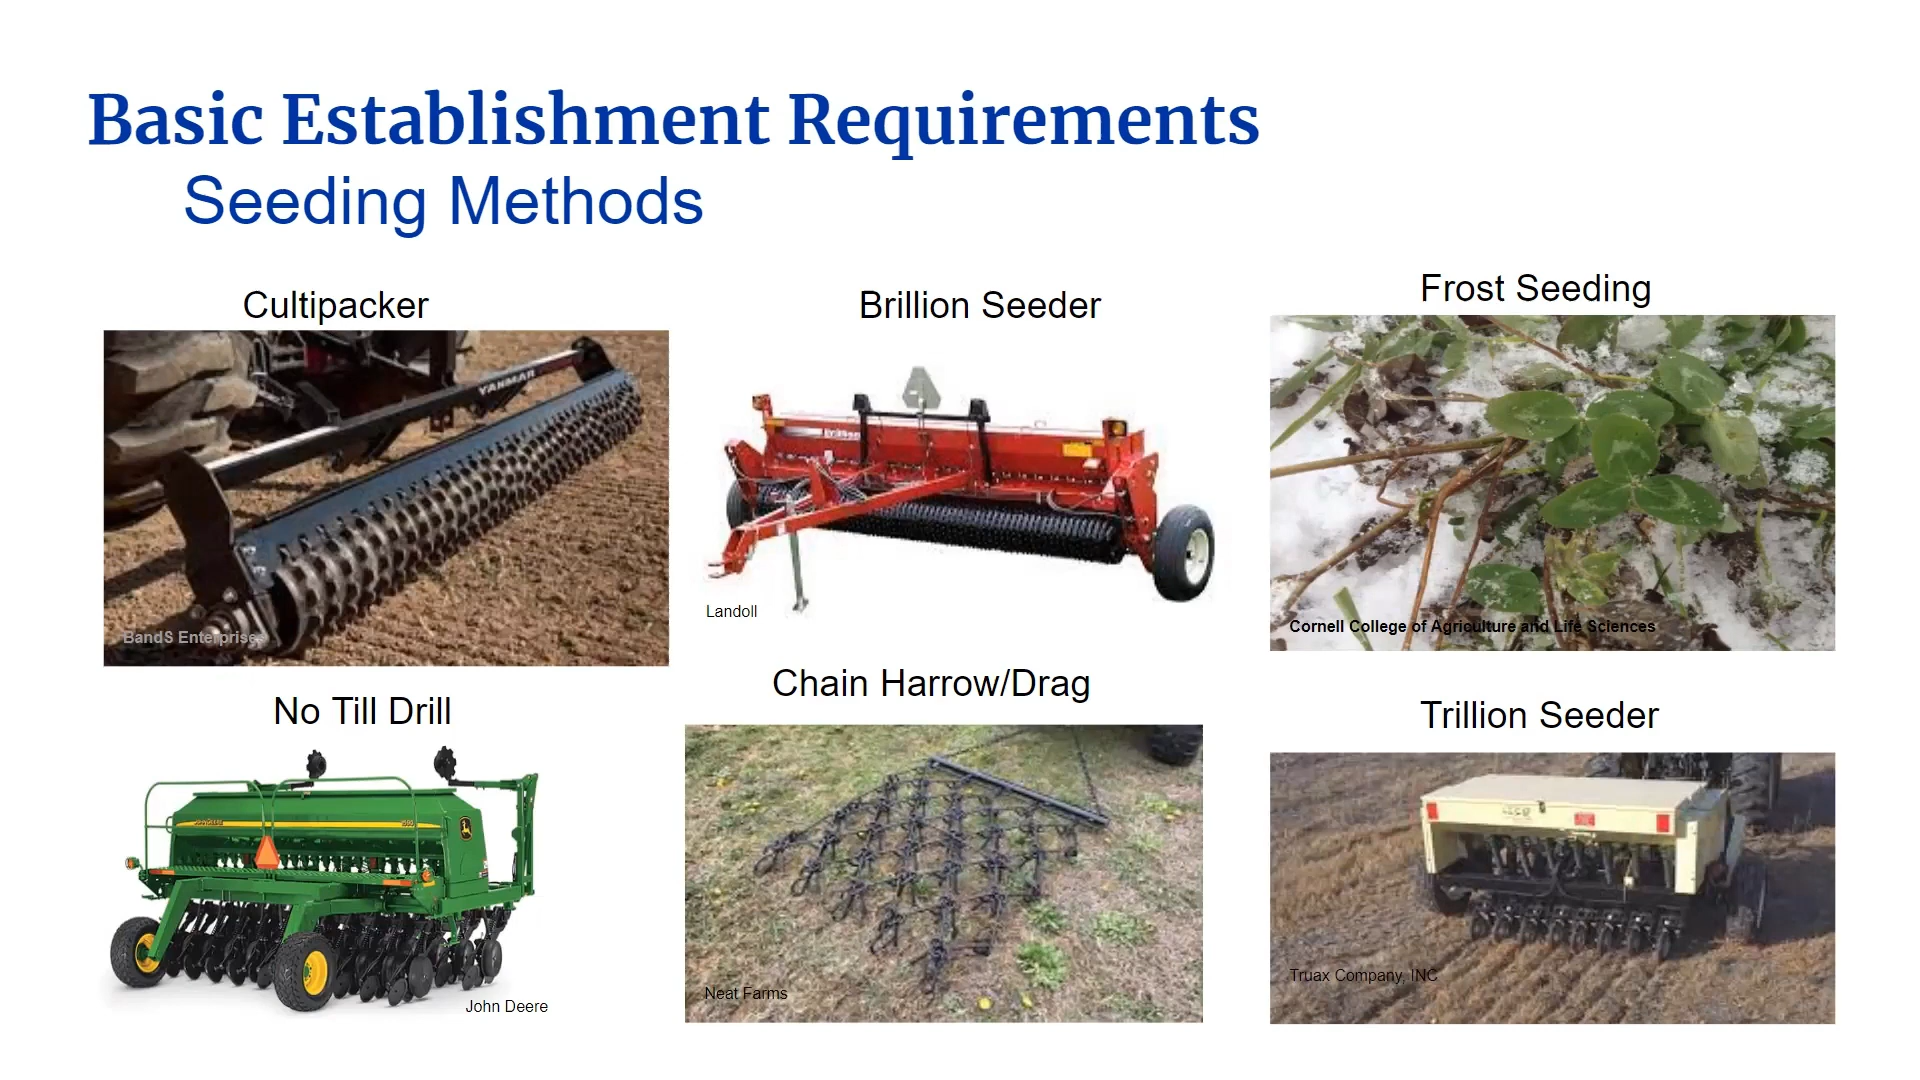 Basic Establishment Requirements
Seeding Methods
Cultipacker
Brillion Seeder
Frost Seeding
YANMAR
BandS Enterprises
Landoll
Cornell College of Agriculture and Life Sciences
No Till Drill
Chain Harrow/Drag
Trillion Seeder
John Deere
Neat Farms
Truax Company, INC